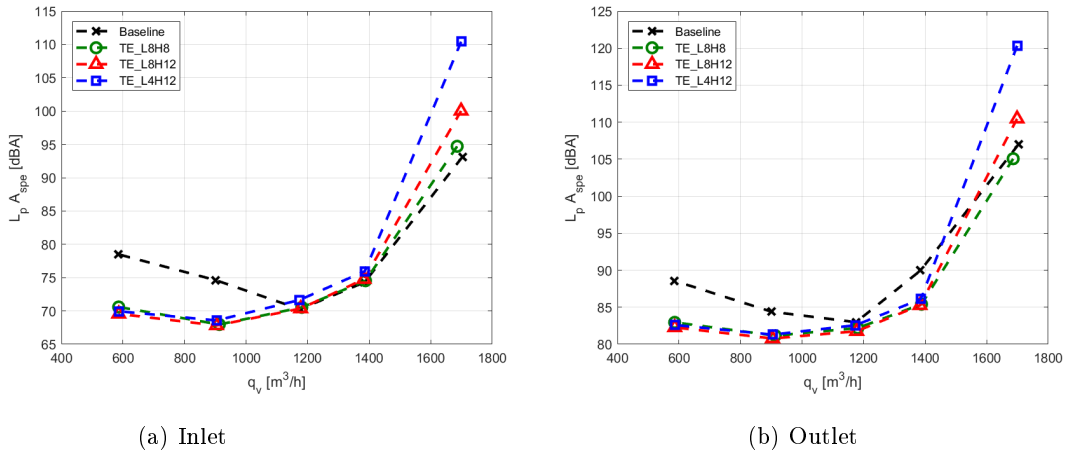 115
110
105
100
95
90
85
80
75
70
65
L_p A_spe [dBA]
Baseline
TE_L8H8
TE_L8H12
TE_L4H12
400 600 800 1000 1200 1400 1600 1800
q_v [m^3/h]
(a) Inlet
125
120
115
110
105
100
95
90
85
80
L_p A_spe [dBA]
Baseline
TE_L8H8
TE_L8H12
TE_L4H12
400 600 800 1000 1200 1400 1600 1800
q_v [m^3/h]
(b) Outlet